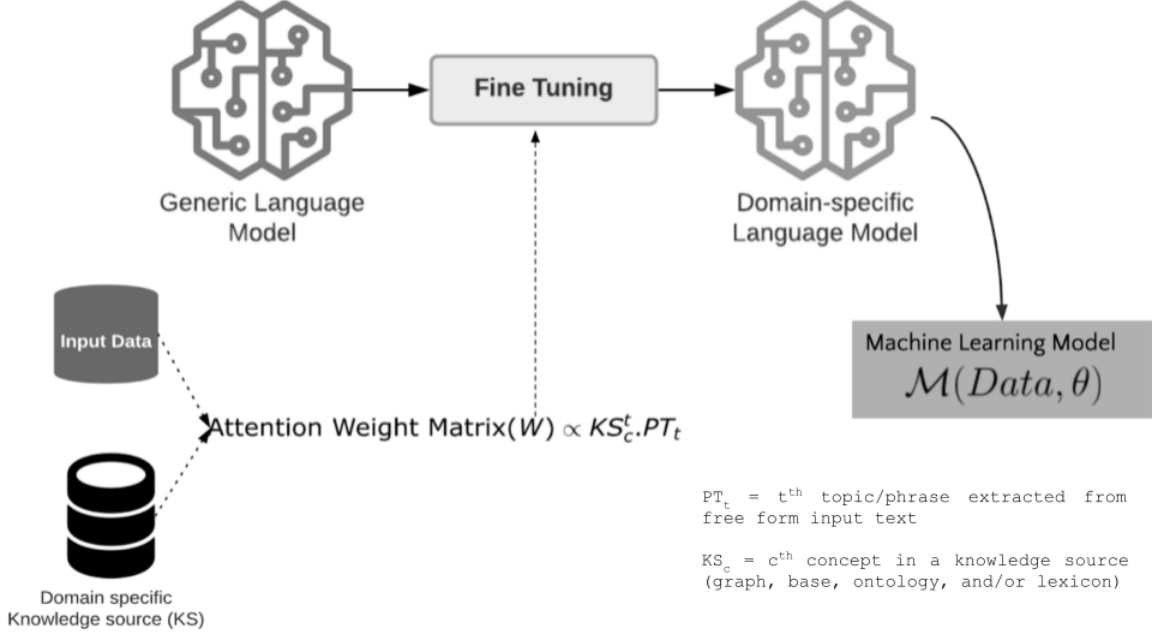 Fine Tuning
Generic Language
Model
Domain-specific
Language Model
Input Data
Machine Learning Model
ℳ(Data, θ)
Attention Weight Matrix(W) ∝ KS_c^t.PT_t
PT_t = t^th topic/phrase extracted from
free form input text
KS_c = c^th concept in a knowledge source
(graph, base, ontology, and/or lexicon)
Domain specific
Knowledge source (KS)